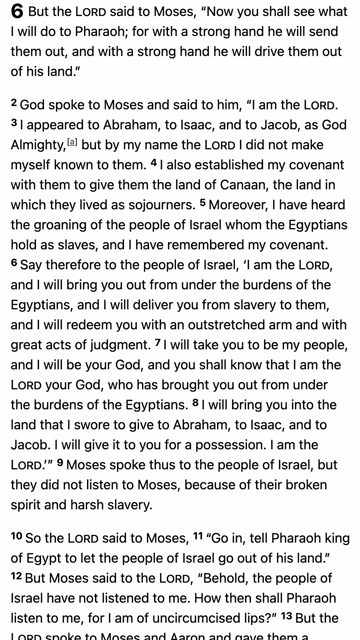 6 But the LORD said to Moses, “Now you shall see what
I will do to Pharaoh; for with a strong hand he will send
them out, and with a strong hand he will drive them out
of his land.”
2 God spoke to Moses and said to him, “I am the LORD.
3 I appeared to Abraham, to Isaac, and to Jacob, as God
Almighty,[a] but by my name the LORD I did not make
myself known to them. 4 I also established my covenant
with them to give them the land of Canaan, the land in
which they lived as sojourners. 5 Moreover, I have heard
the groaning of the people of Israel whom the Egyptians
hold as slaves, and I have remembered my covenant.
6 Say therefore to the people of Israel, ‘I am the LORD,
and I will bring you out from under the burdens of the
Egyptians, and I will deliver you from slavery to them,
and I will redeem you with an outstretched arm and with
great acts of judgment. 7 I will take you to be my people,
and I will be your God, and you shall know that I am the
LORD your God, who has brought you out from under
the burdens of the Egyptians. 8 I will bring you into the
land that I swore to give to Abraham, to Isaac, and to
Jacob. I will give it to you for a possession. I am the
LORD.’” 9 Moses spoke thus to the people of Israel, but
they did not listen to Moses, because of their broken
spirit and harsh slavery.
10 So the LORD said to Moses, 11 “Go in, tell Pharaoh king
of Egypt to let the people of Israel go out of his land.”
12 But Moses said to the LORD, “Behold, the people of
Israel have not listened to me. How then shall Pharaoh
listen to me, for I am of uncircumcised lips?” 13 But the
LORD spoke to Moses and Aaron and gave them a